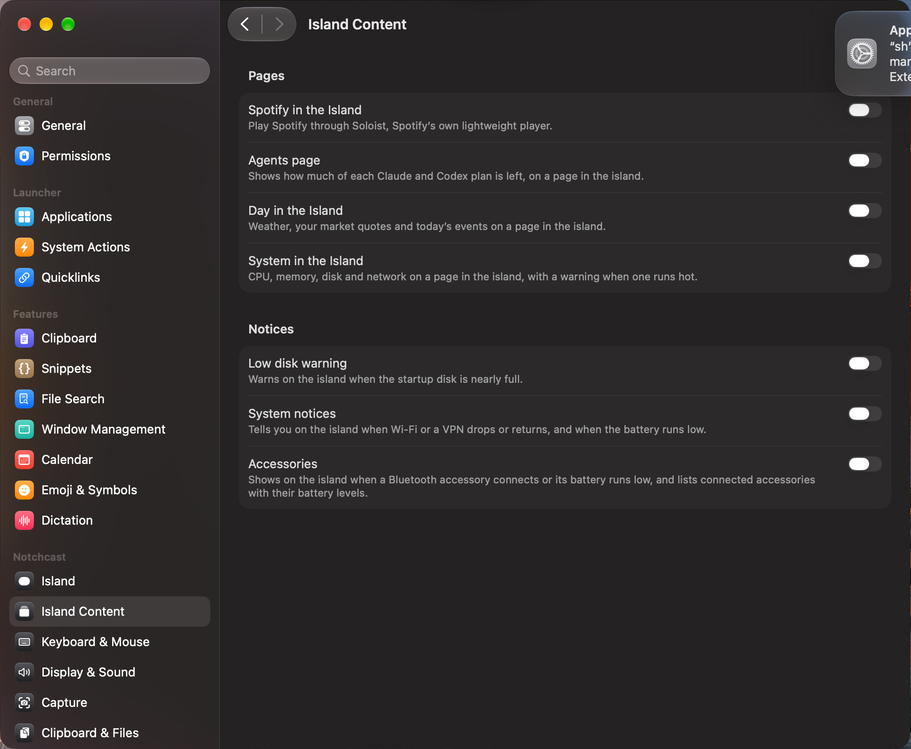 Island Content
Search
General
General
Permissions
Launcher
Applications
System Actions
Quicklinks
Features
Clipboard
Snippets
File Search
Window Management
Calendar
Emoji & Symbols
Dictation
Notchcast
Island
Island Content
Keyboard & Mouse
Display & Sound
Capture
Clipboard & Files
Pages
Spotify in the Island
Play Spotify through Soloist, Spotify’s own lightweight player.
Agents page
Shows how much of each Claude and Codex plan is left, on a page in the island.
Day in the Island
Weather, your market quotes and today’s events on a page in the island.
System in the Island
CPU, memory, disk and network on a page in the island, with a warning when one runs hot.
Notices
Low disk warning
Warns on the island when the startup disk is nearly full.
System notices
Tells you on the island when Wi-Fi or a VPN drops or returns, and when the battery runs low.
Accessories
Shows on the island when a Bluetooth accessory connects or its battery runs low, and lists connected accessories
with their battery levels.
App
“sh”
mar
Exte